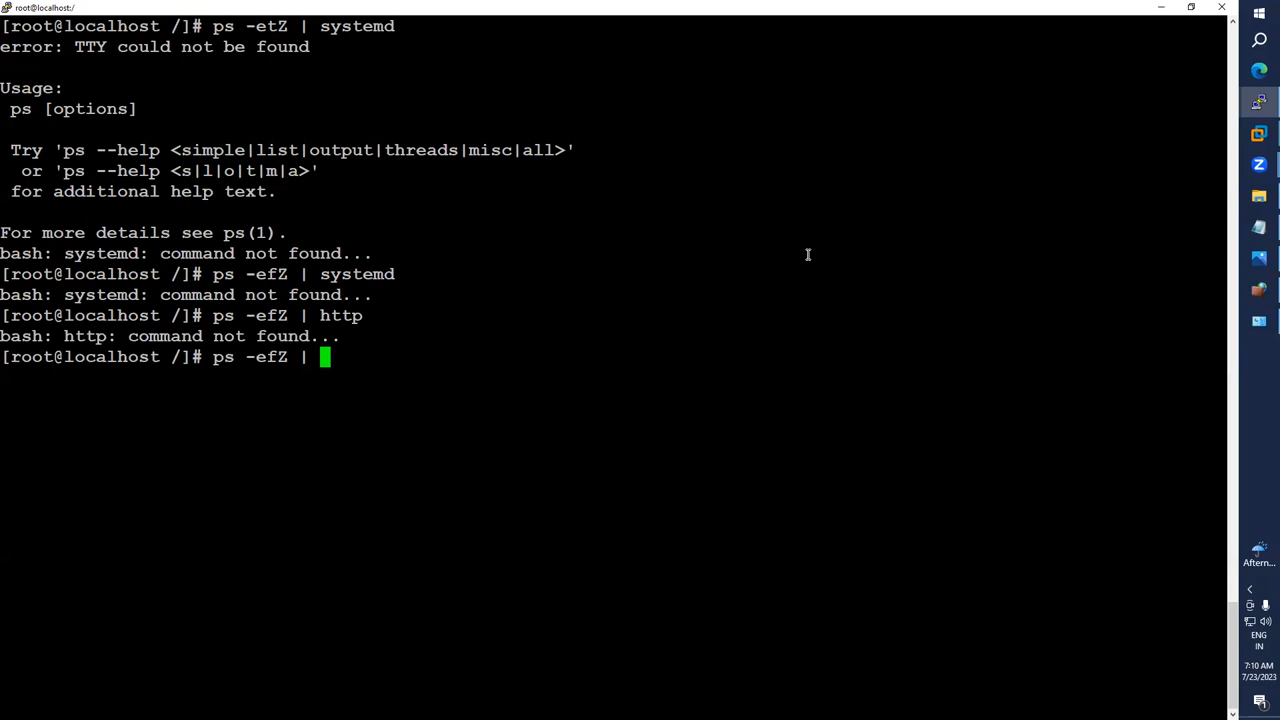 root@localhost:/
[root@localhost /]# ps -etZ | systemd
error: TTY could not be found
Usage:
ps [options]
Try 'ps --help <simple|list|output|threads|misc|all>'
or 'ps --help <s|l|o|t|m|a>'
for additional help text.
For more details see ps(1).
bash: systemd: command not found...
[root@localhost /]# ps -efZ | systemd
bash: systemd: command not found...
[root@localhost /]# ps -efZ | http
bash: http: command not found...
[root@localhost /]# ps -efZ |
Aftern...
ENG
IN
7:10 AM
7/23/2023